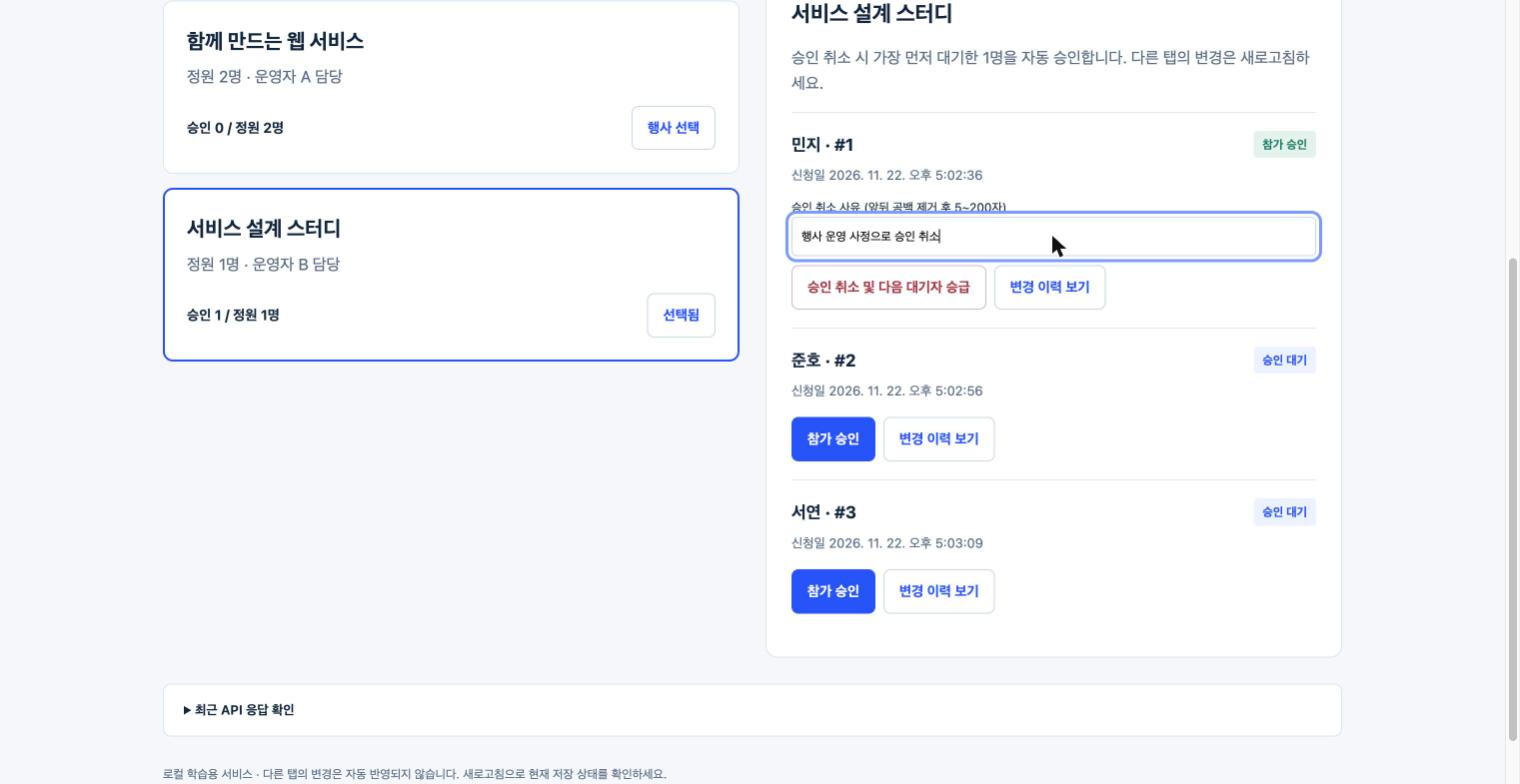 함께 만드는 웹 서비스
정원 2명 · 운영자 A 담당
승인 0 / 정원 2명
행사 선택
서비스 설계 스터디
정원 1명 · 운영자 B 담당
승인 1 / 정원 1명
선택됨
서비스 설계 스터디
승인 취소 시 가장 먼저 대기한 1명을 자동 승인합니다. 다른 탭의 변경은 새로고침하
세요.
민지 · #1
참가 승인
신청일 2026. 11. 22. 오후 5:02:36
승인 취소 사유 (앞뒤 공백 제거 후 5~200자)
행사 운영 사정으로 승인 취소
승인 취소 및 다음 대기자 승급
변경 이력 보기
준호 · #2
승인 대기
신청일 2026. 11. 22. 오후 5:02:56
참가 승인
변경 이력 보기
서연 · #3
승인 대기
신청일 2026. 11. 22. 오후 5:03:09
참가 승인
변경 이력 보기
▶ 최근 API 응답 확인
로컬 학습용 서비스 · 다른 탭의 변경은 자동 반영되지 않습니다. 새로고침으로 현재 저장 상태를 확인하세요.